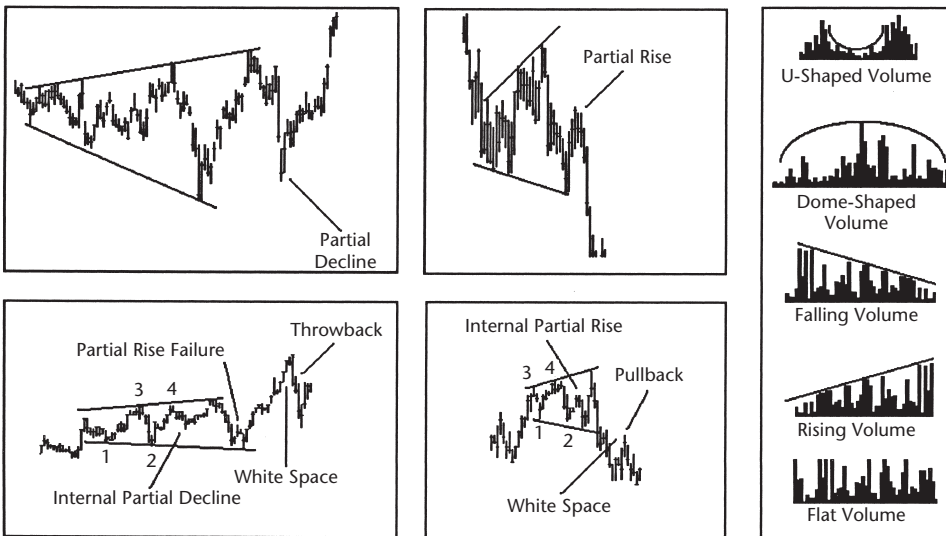 Partial
Decline
Partial Rise
Throwback
Partial Rise Failure
3
4
1
2
White Space
Internal Partial Decline
Internal Partial Rise
3
4
Pullback
1
2
White Space
U-Shaped Volume
Dome-Shaped
Volume
Falling Volume
Rising Volume
Flat Volume